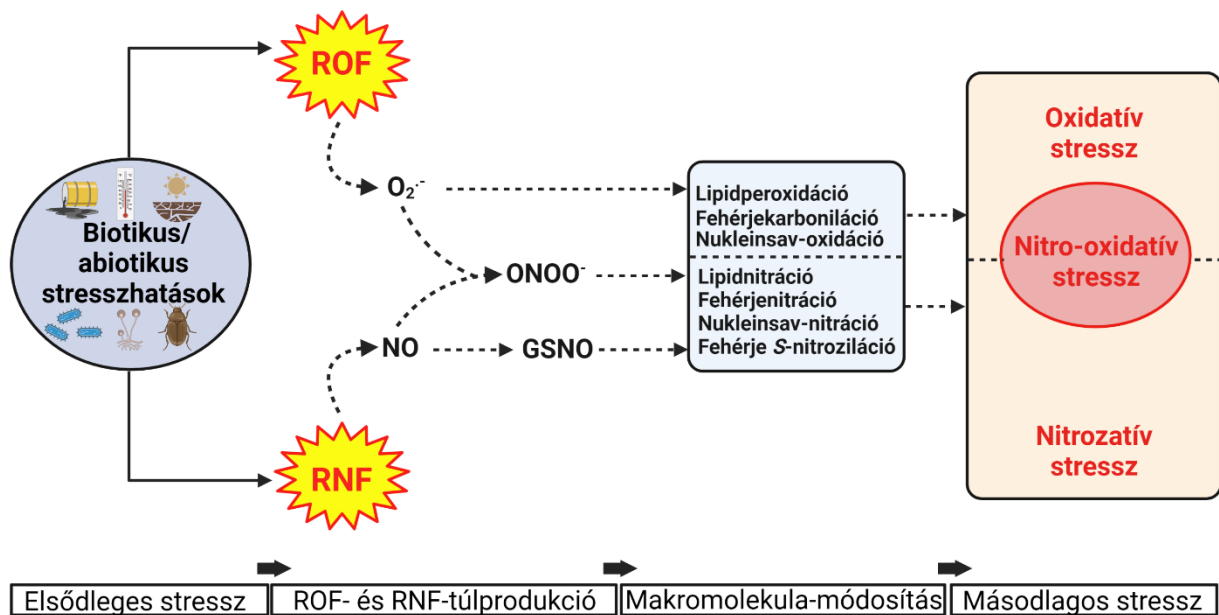 ROF
Biotikus/
abiotikus
stresszhatások
RNF
O₂·⁻
ONOO⁻
NO
GSNO
Lipidperoxidáció
Fehérjekarboniláció
Nukleinsav-oxidáció
Lipidnitráció
Fehérjenitráció
Nukleinsav-nitráció
Fehérje S-nitroziláció
Oxidatív
stressz
Nitro-oxidatív
stressz
Nitrozatív
stressz
Elsődleges stressz
ROF- és RNF-túlprodukció
Makromolekula-módosítás
Másodlagos stressz